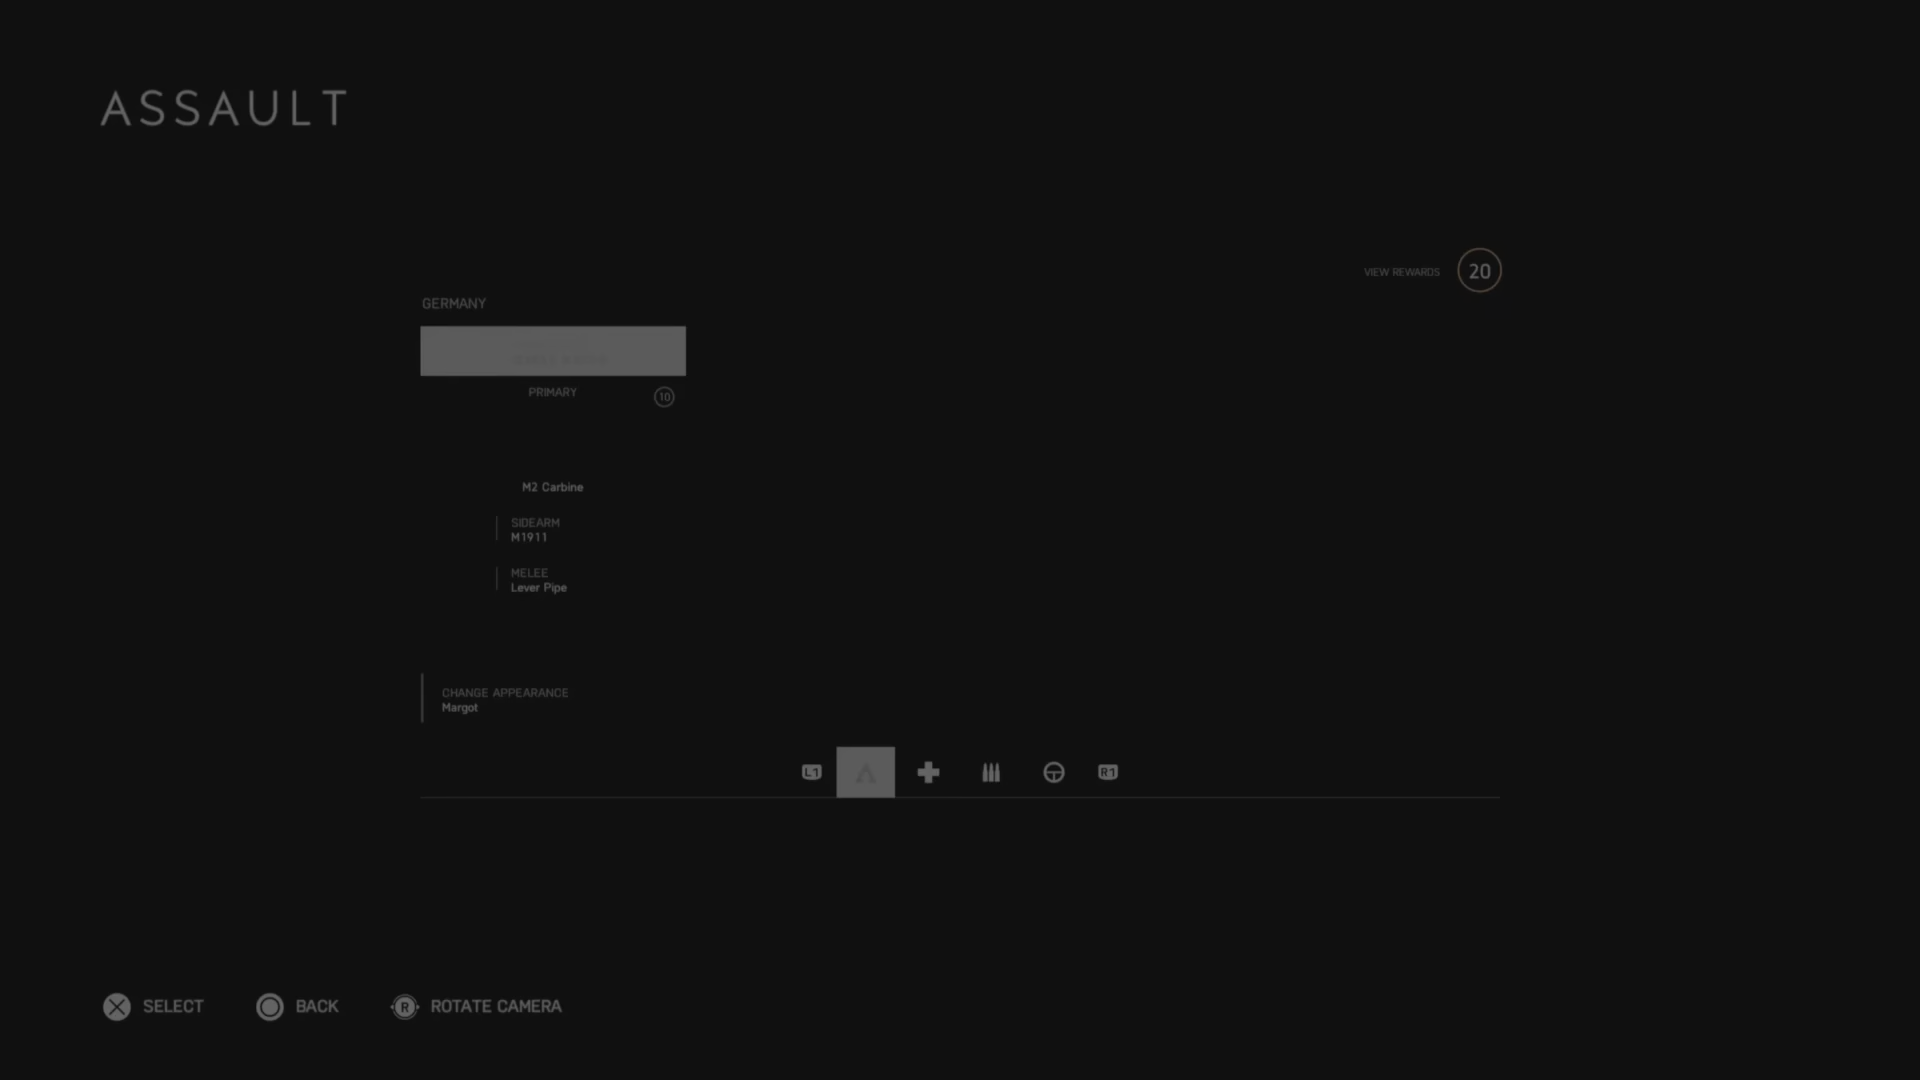 ASSAULT
VIEW REWARDS
20
GERMANY
PRIMARY
10
M2 Carbine
SIDEARM
M1911
MELEE
Lever Pipe
CHANGE APPEARANCE
Margot
L1
R1
SELECT
BACK
R
ROTATE CAMERA